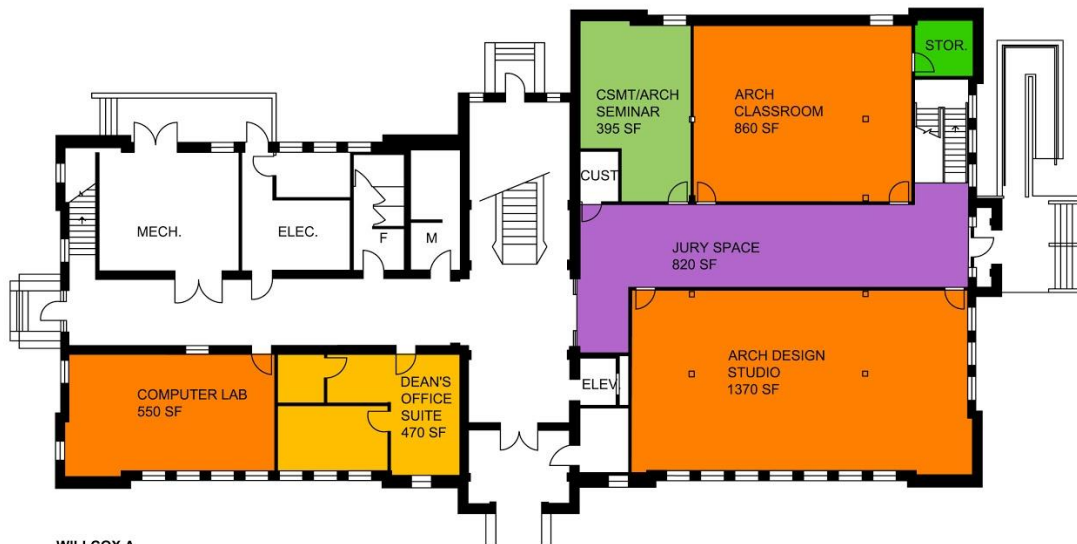 STOR.
CSMT/ARCH
SEMINAR
395 SF
ARCH
CLASSROOM
860 SF
CUST
MECH.
ELEC.
F
M
JURY SPACE
820 SF
COMPUTER LAB
550 SF
DEAN'S
OFFICE
SUITE
470 SF
ELEV.
ARCH DESIGN
STUDIO
1370 SF
WILLCOX A